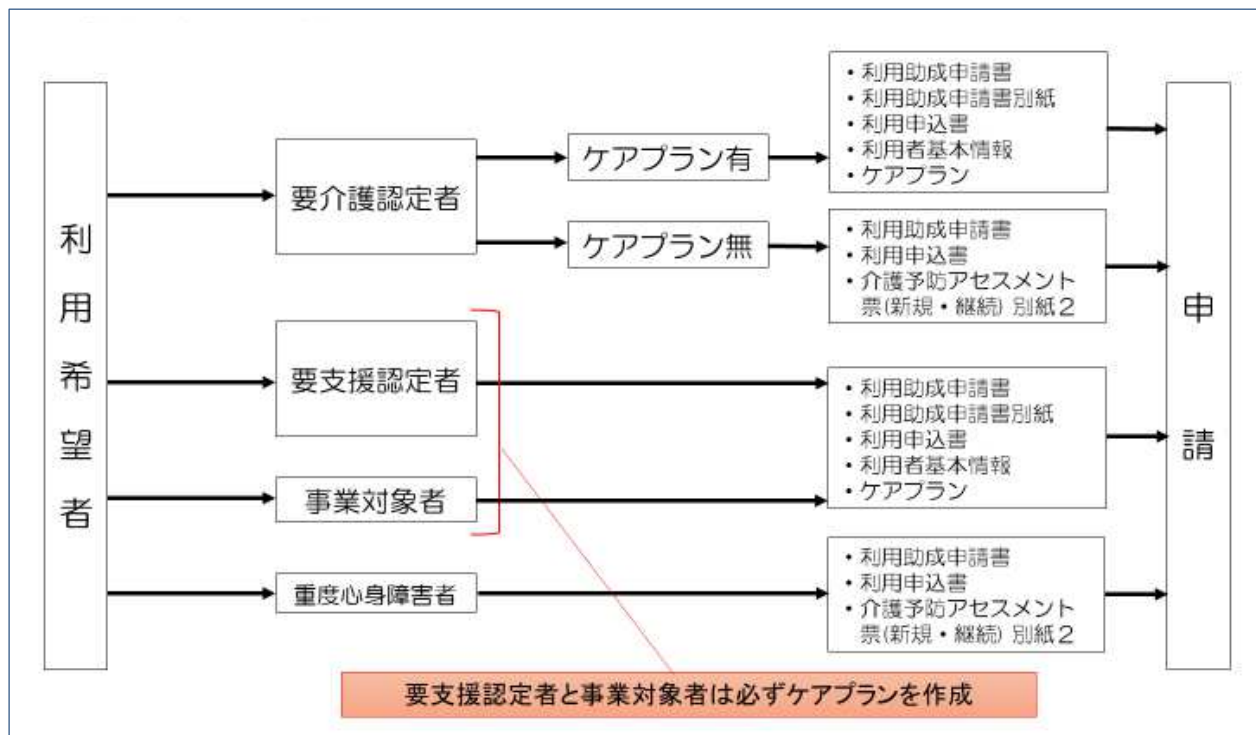 利用希望者
要介護認定者
ケアプラン有
・利用助成申請書
・利用助成申請書別紙
・利用申込書
・利用者基本情報
・ケアプラン
ケアプラン無
・利用助成申請書
・利用申込書
・介護予防アセスメント
票(新規・継続) 別紙2
要支援認定者
事業対象者
・利用助成申請書
・利用助成申請書別紙
・利用申込書
・利用者基本情報
・ケアプラン
重度心身障害者
・利用助成申請書
・利用申込書
・介護予防アセスメント
票(新規・継続) 別紙2
申請
要支援認定者と事業対象者は必ずケアプランを作成